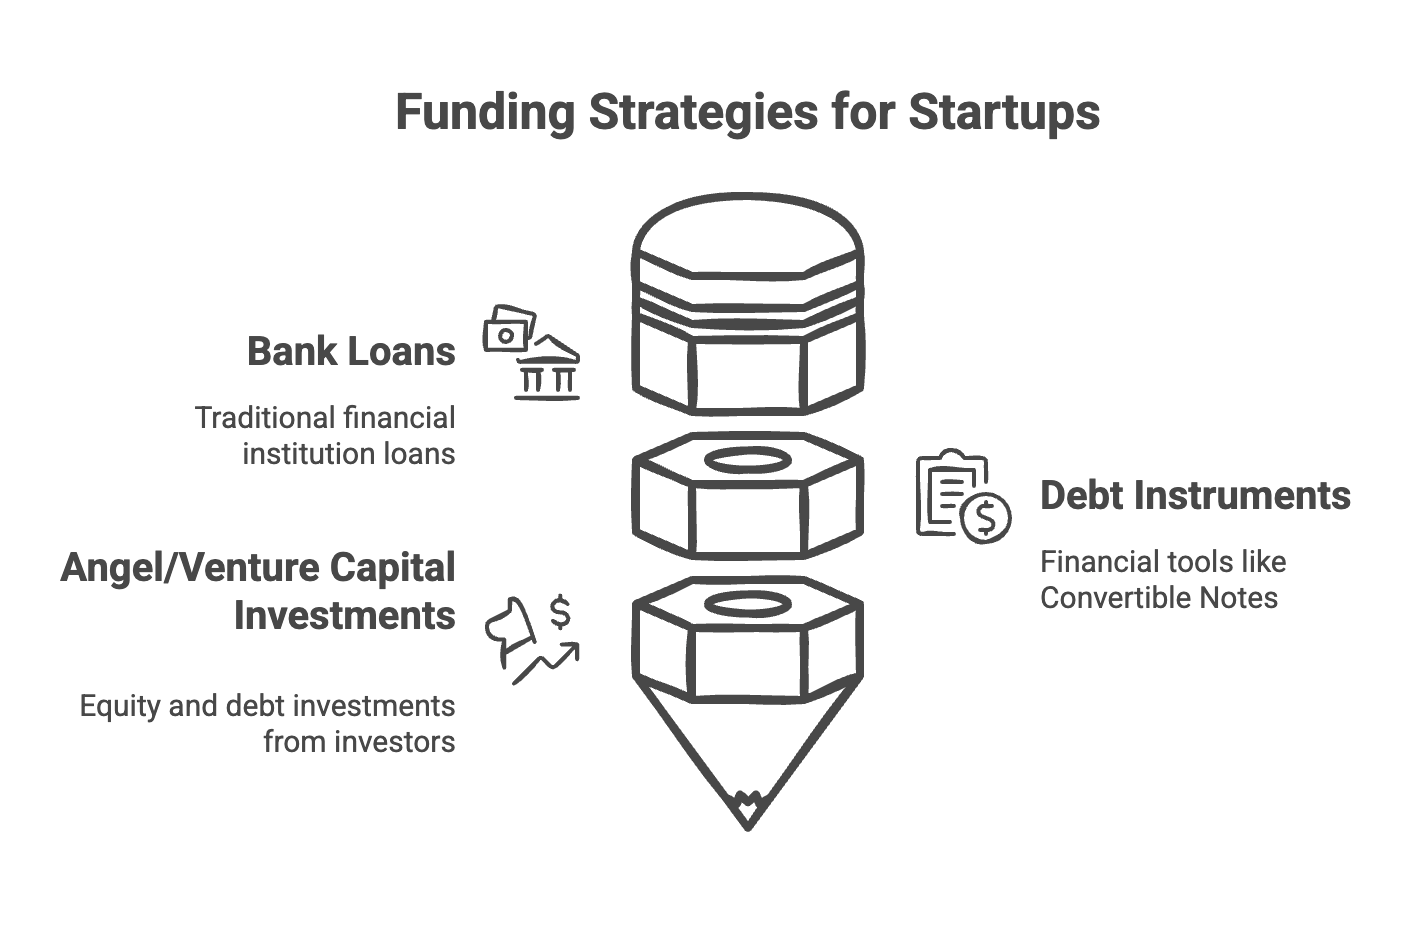 Funding Strategies for Startups
Bank Loans
Traditional financial
institution loans
Debt Instruments
Financial tools like
Convertible Notes
Angel/Venture Capital
Investments
Equity and debt investments
from investors
$
$